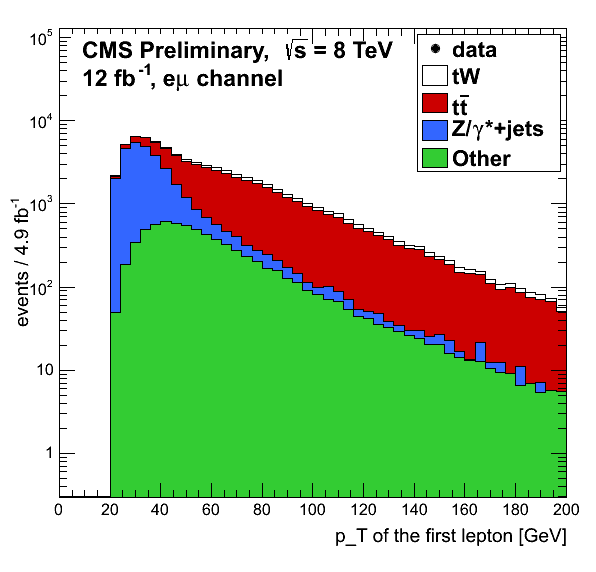 CMS Preliminary, √s = 8 TeV
12 fb⁻¹, eμ channel
data
tW
tt̄
Z/γ*+jets
Other
events / 4.9 fb⁻¹
10⁵
10⁴
10³
10²
10
1
0 20 40 60 80 100 120 140 160 180 200
p_T of the first lepton [GeV]